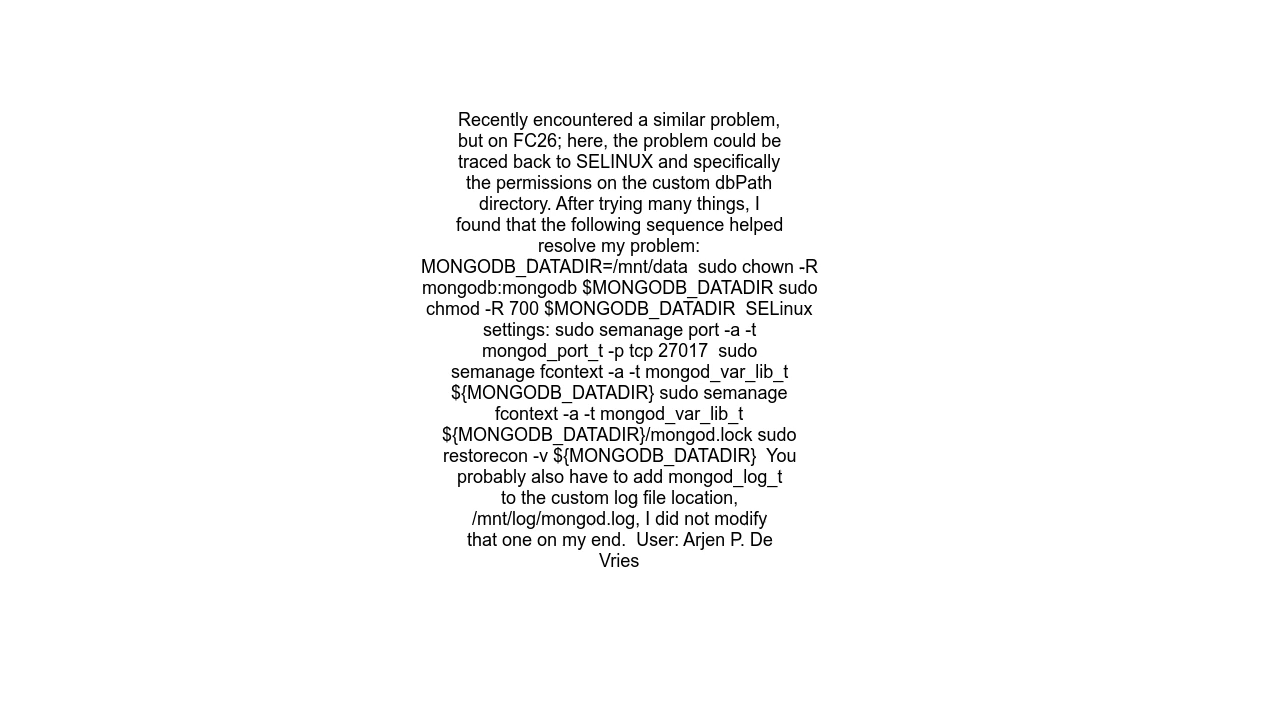 Recently encountered a similar problem,
but on FC26; here, the problem could be
traced back to SELINUX and specifically
the permissions on the custom dbPath
directory. After trying many things, I
found that the following sequence helped
resolve my problem:
MONGODB_DATADIR=/mnt/data  sudo chown -R
mongodb:mongodb $MONGODB_DATADIR sudo
chmod -R 700 $MONGODB_DATADIR  SELinux
settings: sudo semanage port -a -t
mongod_port_t -p tcp 27017  sudo
semanage fcontext -a -t mongod_var_lib_t
${MONGODB_DATADIR} sudo semanage
fcontext -a -t mongod_var_lib_t
${MONGODB_DATADIR}/mongod.lock sudo
restorecon -v ${MONGODB_DATADIR}  You
probably also have to add mongod_log_t
to the custom log file location,
/mnt/log/mongod.log, I did not modify
that one on my end.  User: Arjen P. De
Vries